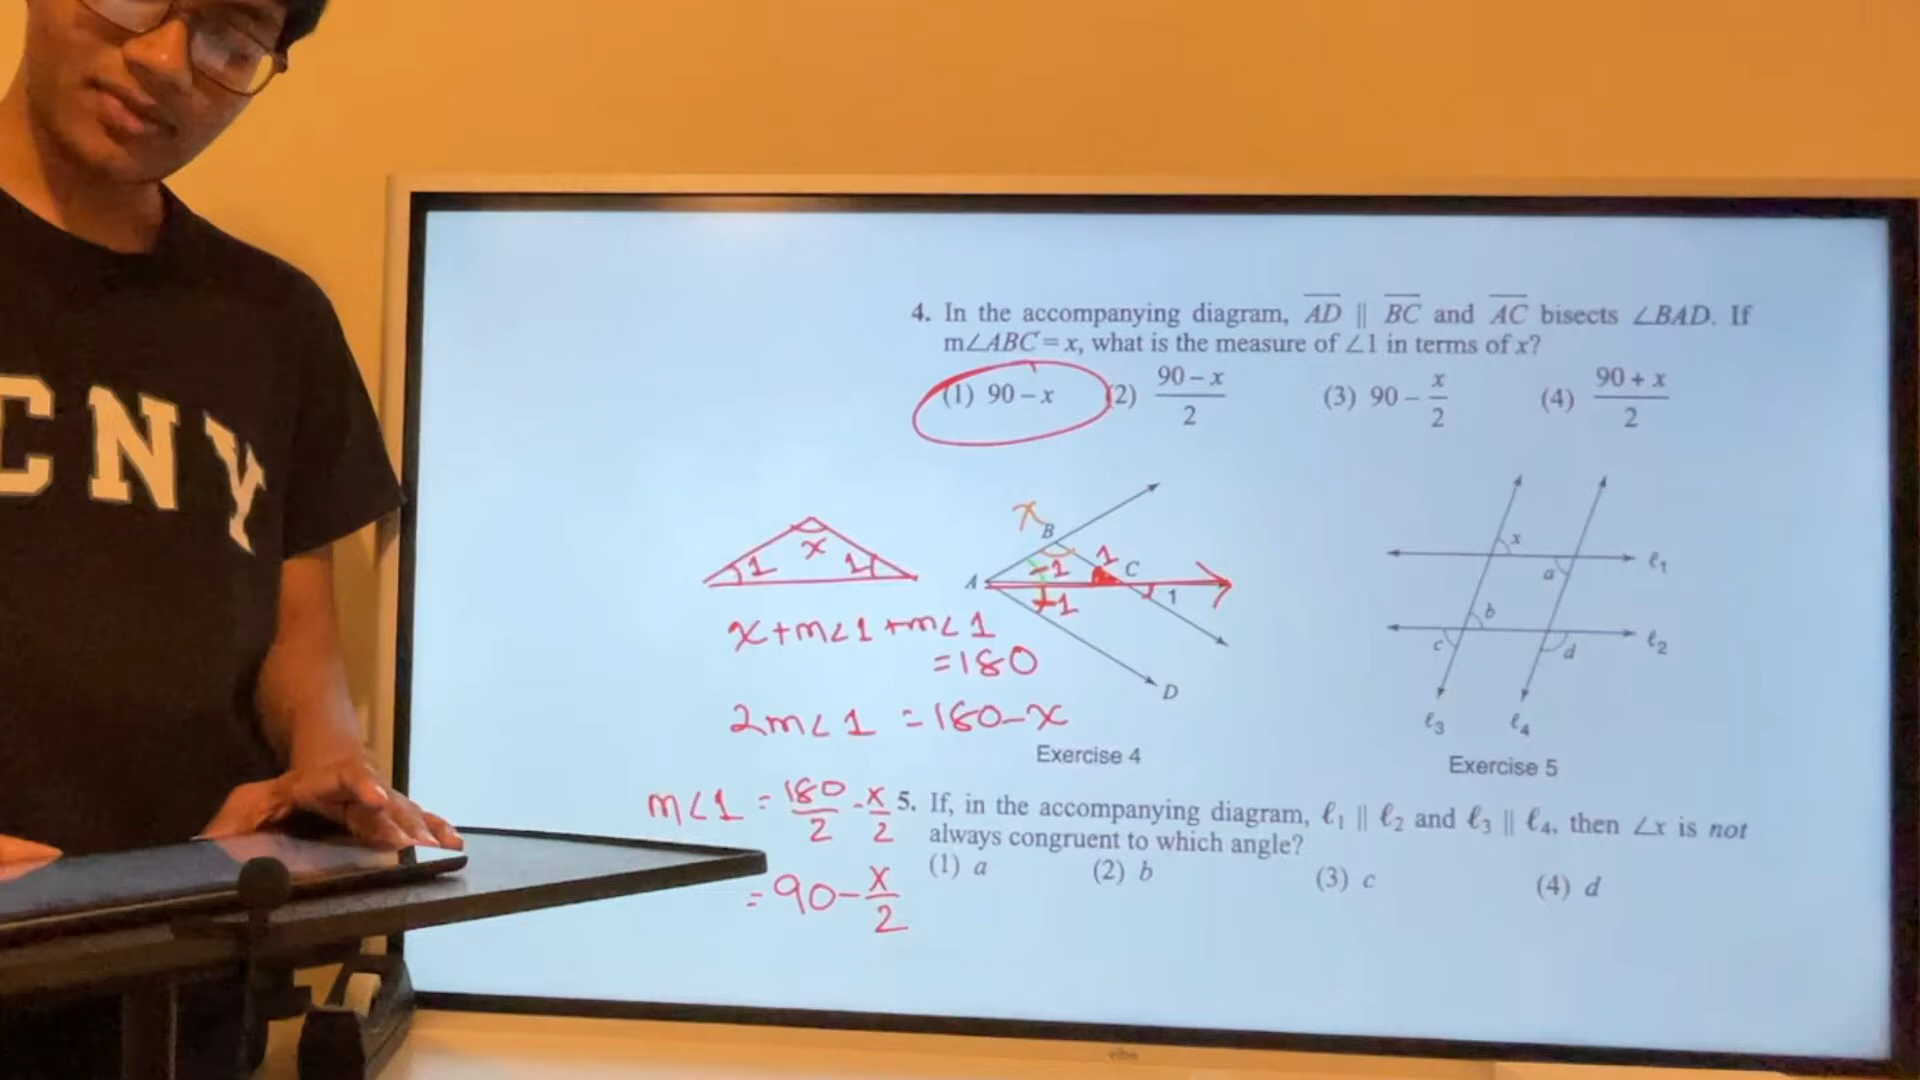 CNY
4. In the accompanying diagram, AD || BC and AC bisects ∠BAD. If
m∠ABC = x, what is the measure of ∠1 in terms of x?
(1) 90 – x (2) (90 – x)/2 (3) 90 – x/2 (4) (90 + x)/2
x
1
1
x
B
A
1
1
1
C
1
D
Exercise 4
x
a
b
c
d
ℓ1
ℓ2
ℓ3
ℓ4
Exercise 5
x+m∠1+m∠1
=180
2m∠1 = 180-x
m∠1 = 180/2 - x/2
= 90 - x/2
5. If, in the accompanying diagram, ℓ1 || ℓ2 and ℓ3 || ℓ4, then ∠x is not
always congruent to which angle?
(1) a (2) b (3) c (4) d
vibe